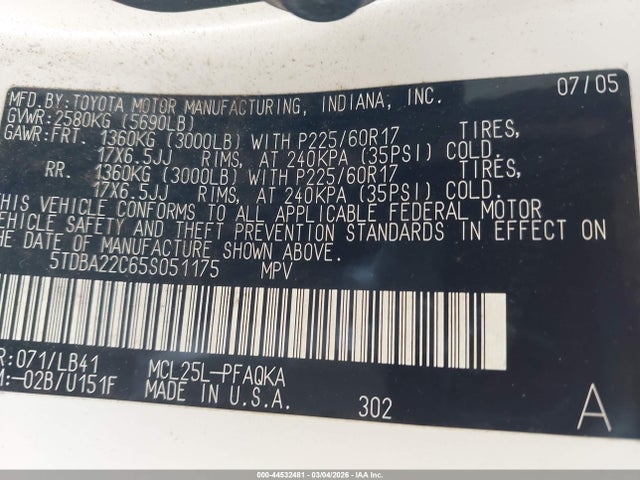 MFD. BY: TOYOTA MOTOR MANUFACTURING, INDIANA, INC. 07/05
GVWR: 2580KG (5690LB)
GAWR: FRT. 1360KG (3000LB) WITH P225/60R17 TIRES,
17X6.5JJ RIMS, AT 240KPA (35PSI) COLD.
RR. 1360KG (3000LB) WITH P225/60R17 TIRES,
17X6.5JJ RIMS, AT 240KPA (35PSI) COLD.
THIS VEHICLE CONFORMS TO ALL APPLICABLE FEDERAL MOTOR
VEHICLE SAFETY AND THEFT PREVENTION STANDARDS IN EFFECT ON
THE DATE OF MANUFACTURE SHOWN ABOVE.
5TDBA22C65S051175 MPV
R: 071/LB41 MCL25L-PFAQKA
M: -02B/U151F MADE IN U.S.A. 302 A
000-44532481 - 03/04/2026 - IAA Inc.